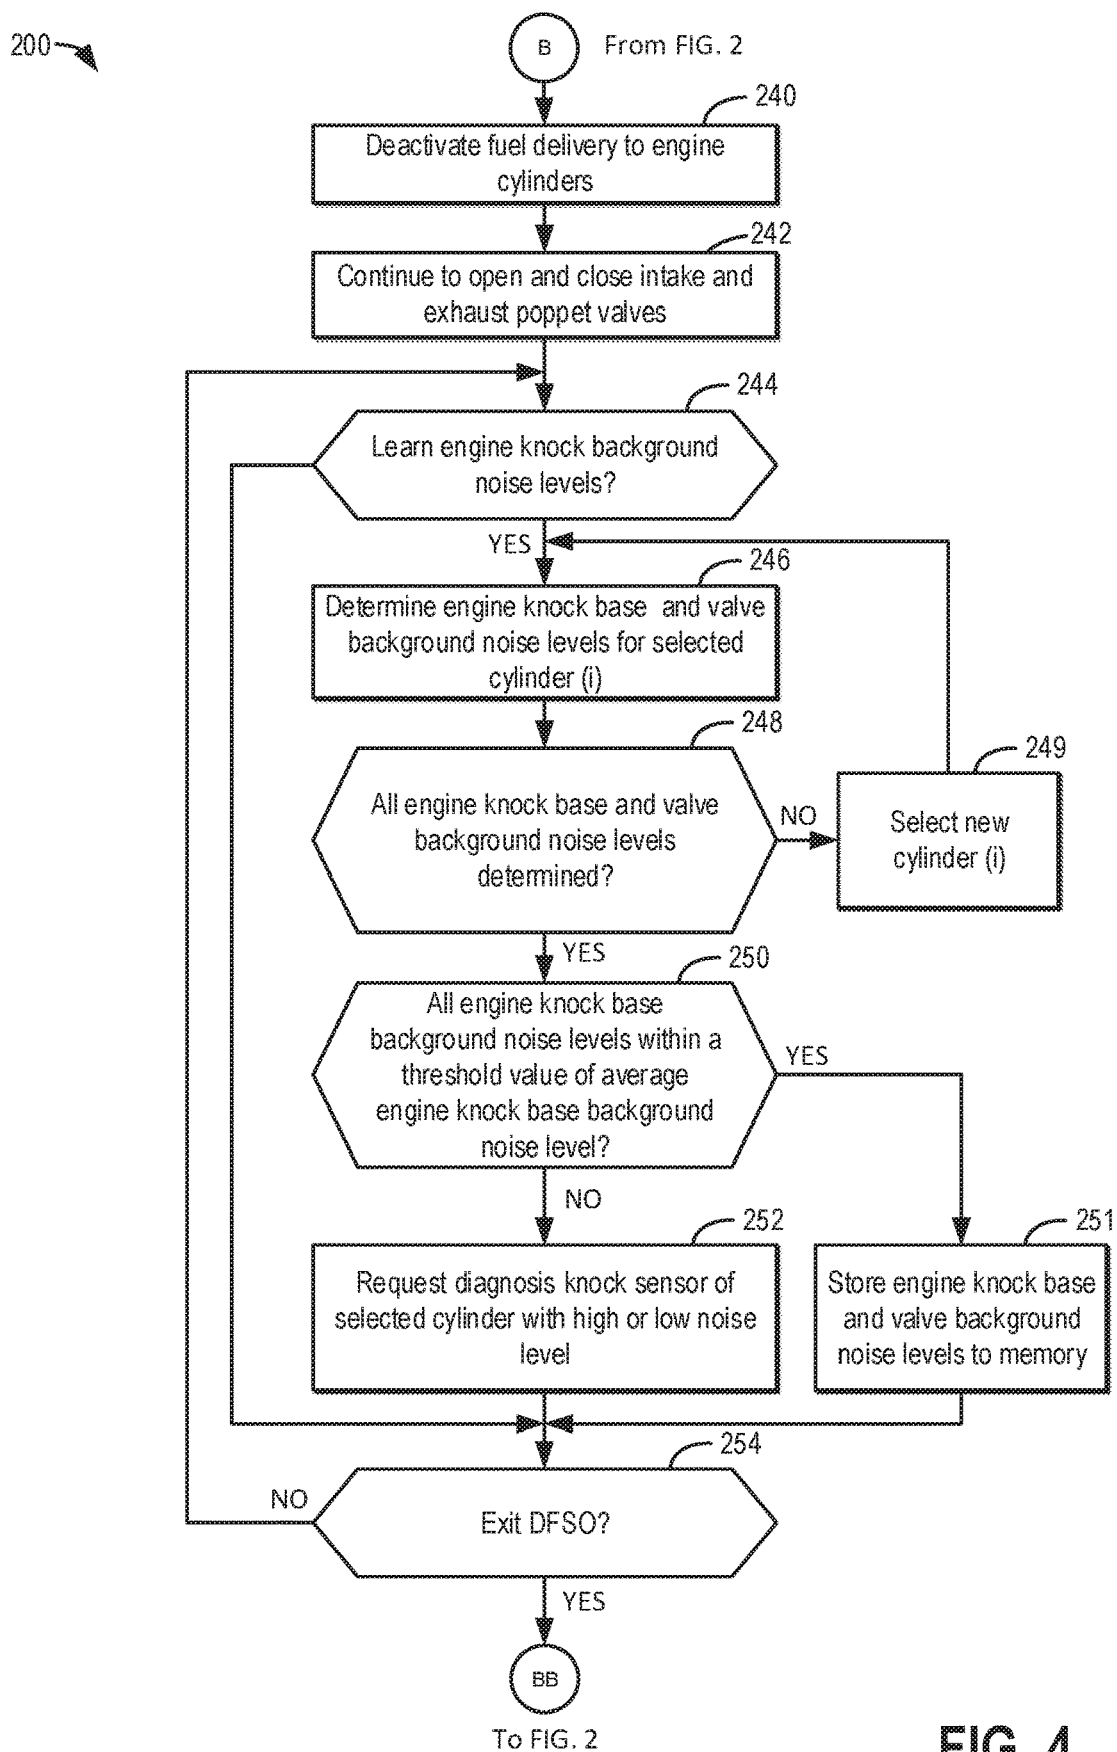 200
B
From FIG. 2
240
Deactivate fuel delivery to engine
cylinders
242
Continue to open and close intake and
exhaust poppet valves
244
Learn engine knock background
noise levels?
YES
246
Determine engine knock base and valve
background noise levels for selected
cylinder (i)
248
All engine knock base and valve
background noise levels
determined?
NO
249
Select new
cylinder (i)
YES
250
All engine knock base
background noise levels within a
threshold value of average
engine knock base background
noise level?
YES
NO
252
Request diagnosis knock sensor of
selected cylinder with high or low noise
level
251
Store engine knock base
and valve background
noise levels to memory
254
Exit DFSO?
NO
YES
BB
To FIG. 2
FIG. 4